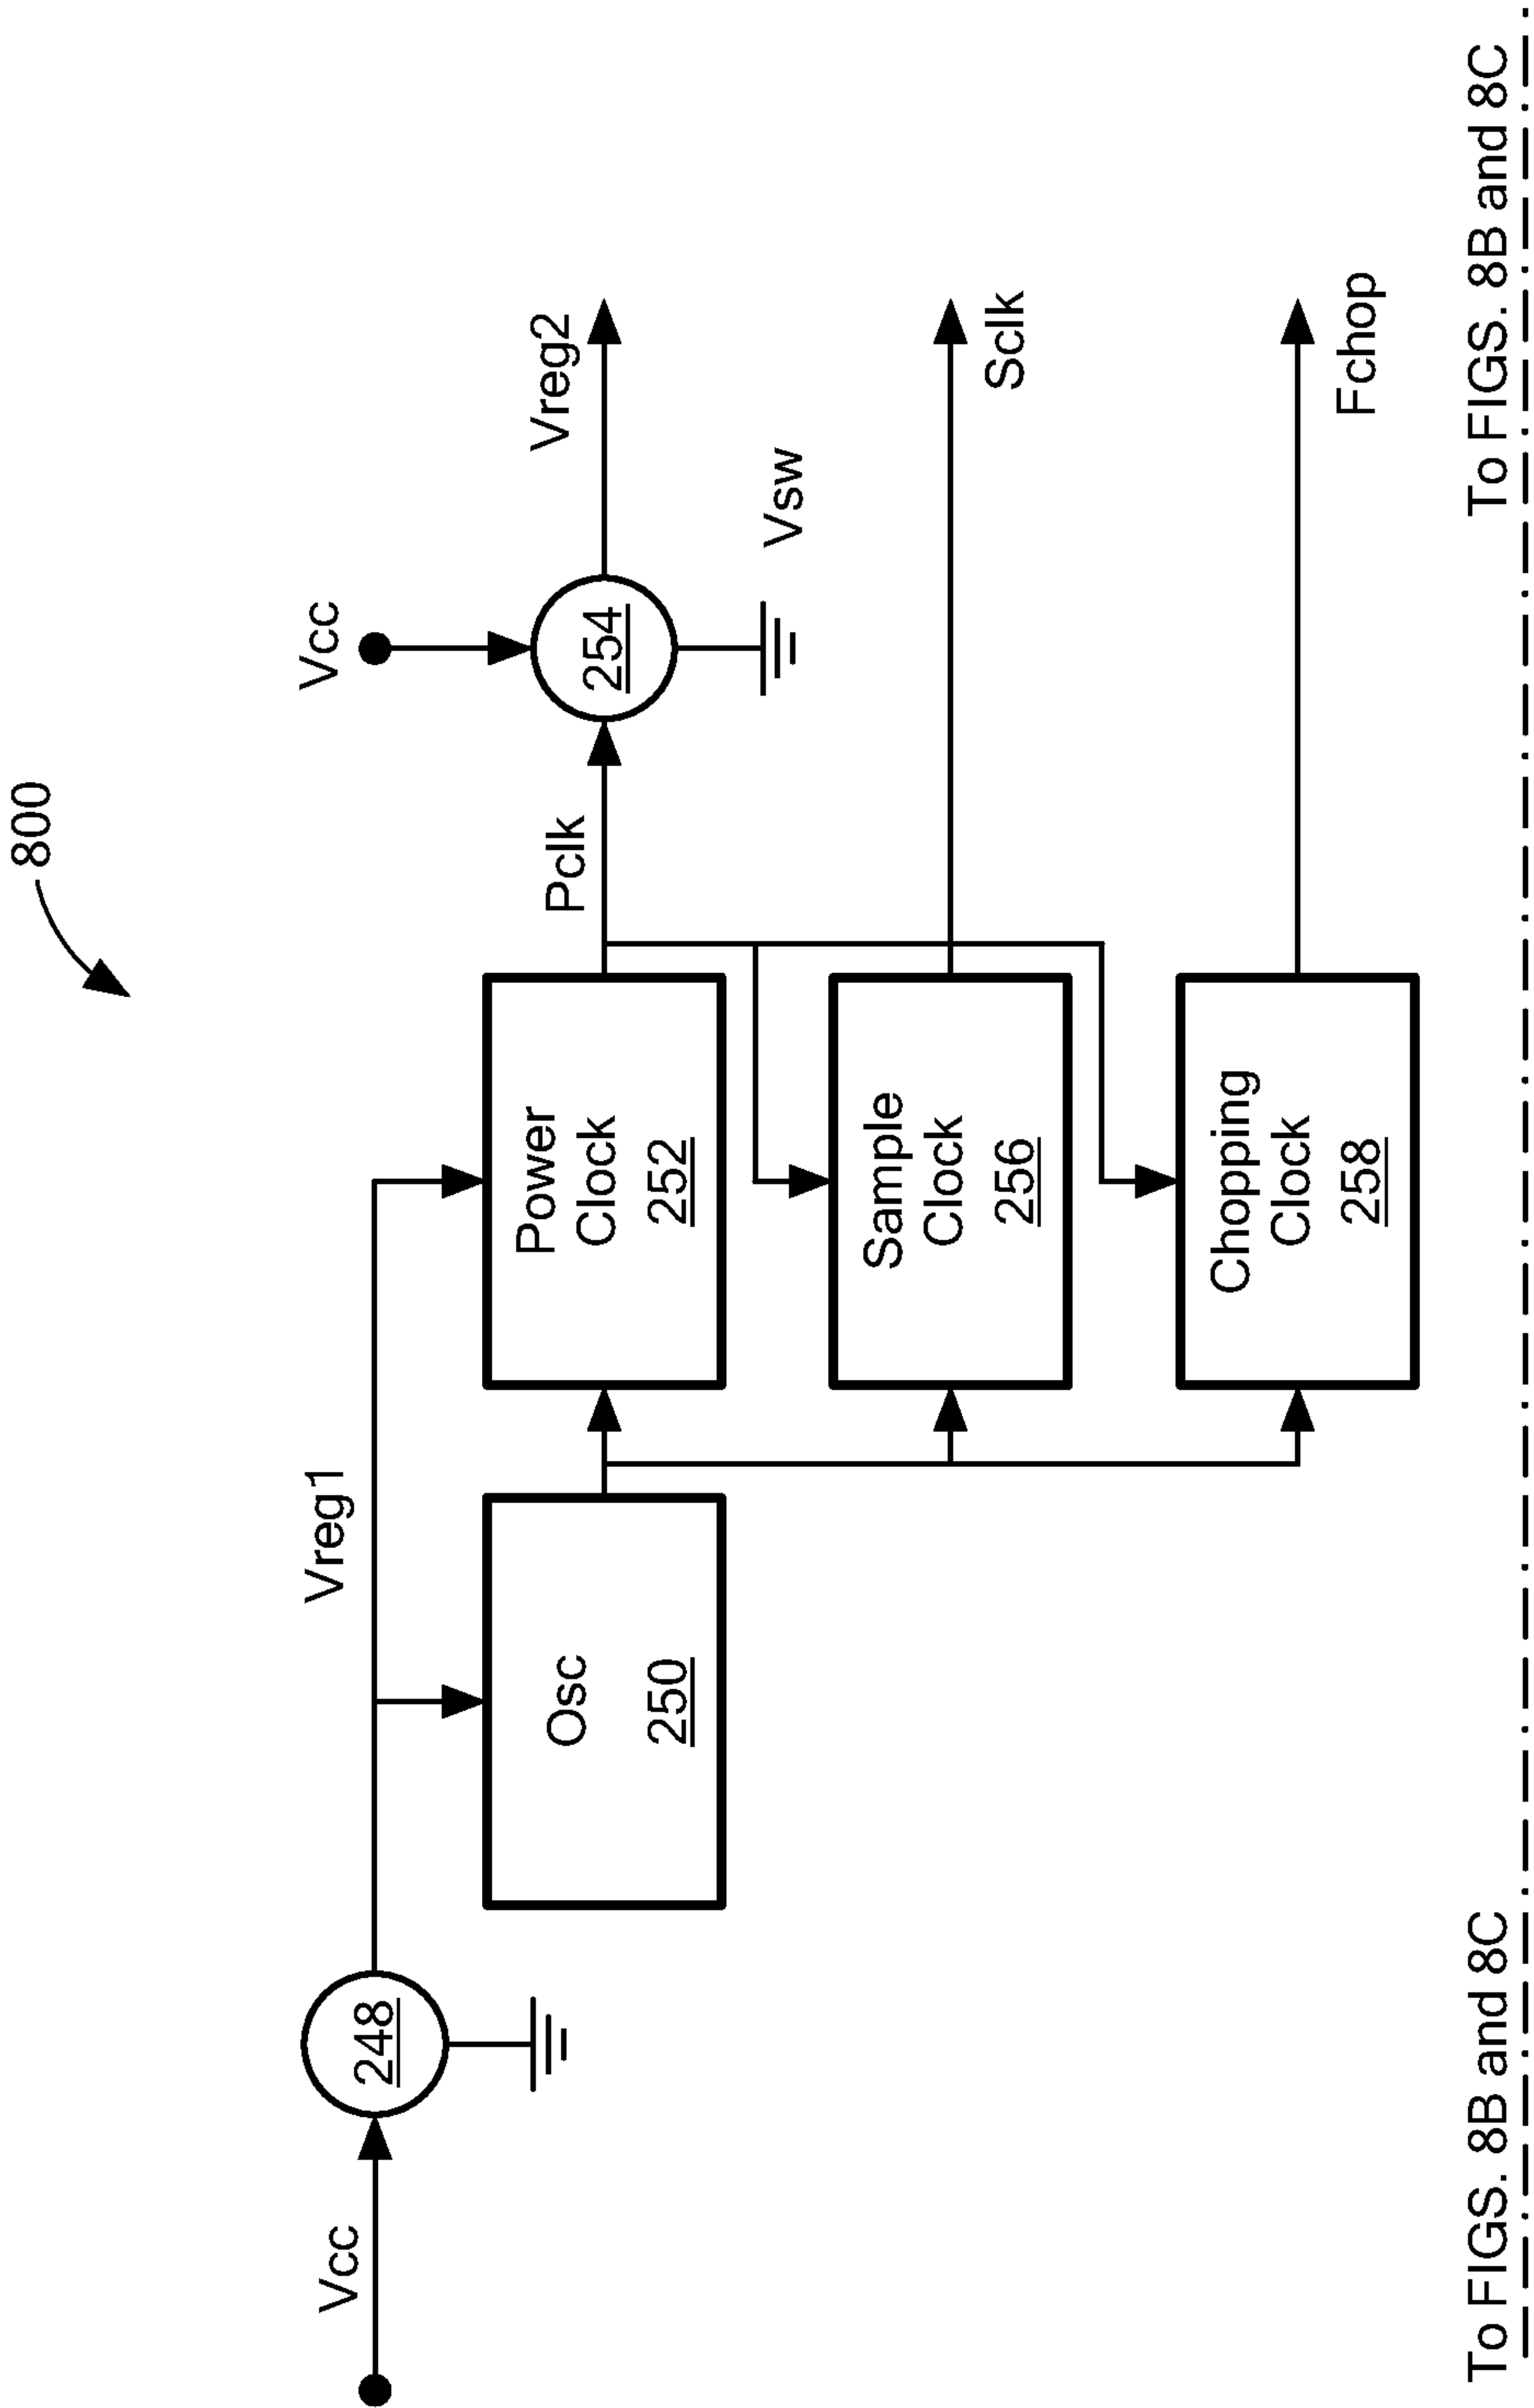 800
Vcc
248
Vreg1
Osc
250
Power
Clock
252
Pclk
Vcc
254
Vreg2
Vsw
Sample
Clock
256
Sclk
Chopping
Clock
258
Fchop
To FIGS. 8B and 8C
To FIGS. 8B and 8C